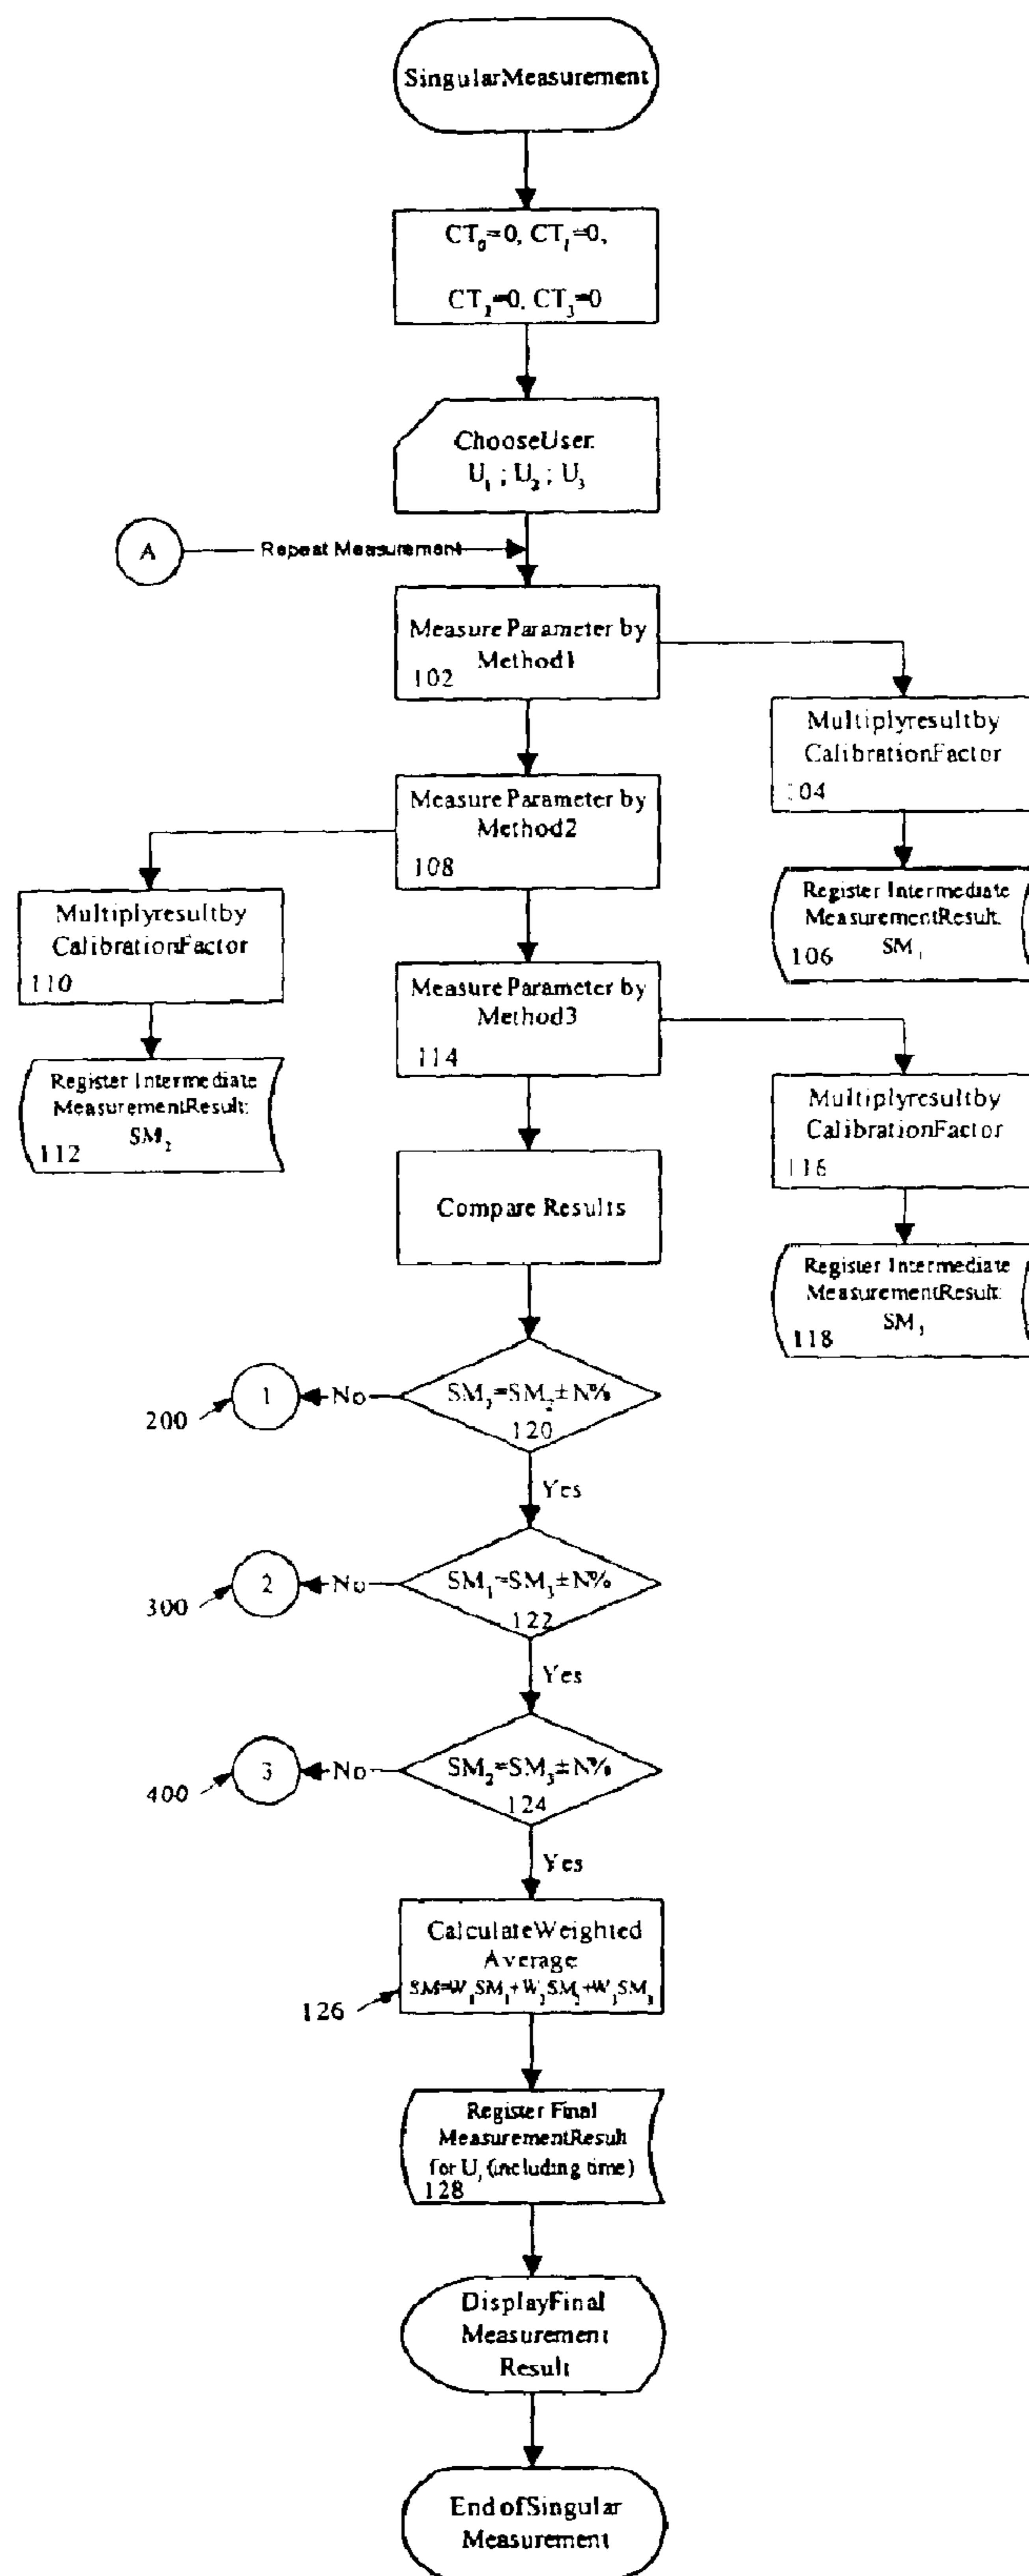 SingularMeasurement
CT₀=0, CT₁=0,
CT₂=0, CT₃=0
ChooseUser:
U₁ ; U₂ ; U₃
A
Repeat Measurement
Measure Parameter by
Method1
102
Multiplyresultby
CalibrationFactor
104
Register Intermediate
MeasurementResult:
SM₁
106
Measure Parameter by
Method2
108
Multiplyresultby
CalibrationFactor
110
Register Intermediate
MeasurementResult:
SM₂
112
Measure Parameter by
Method3
114
Multiplyresultby
CalibrationFactor
116
Register Intermediate
MeasurementResult:
SM₃
118
Compare Results
=SM₂±N%
120
No
1
200
Yes
SM₁=SM₃±N%
122
No
2
300
Yes
SM₂=SM₃±N%
124
No
3
400
Yes
CalculateWeighted
Average
SM=W₁SM₁+W₂SM₂+W₃SM₃
126
Register Final
MeasurementResult
for (including time)
128
DisplayFinal
Measurement
Result
EndofSingular
Measurement